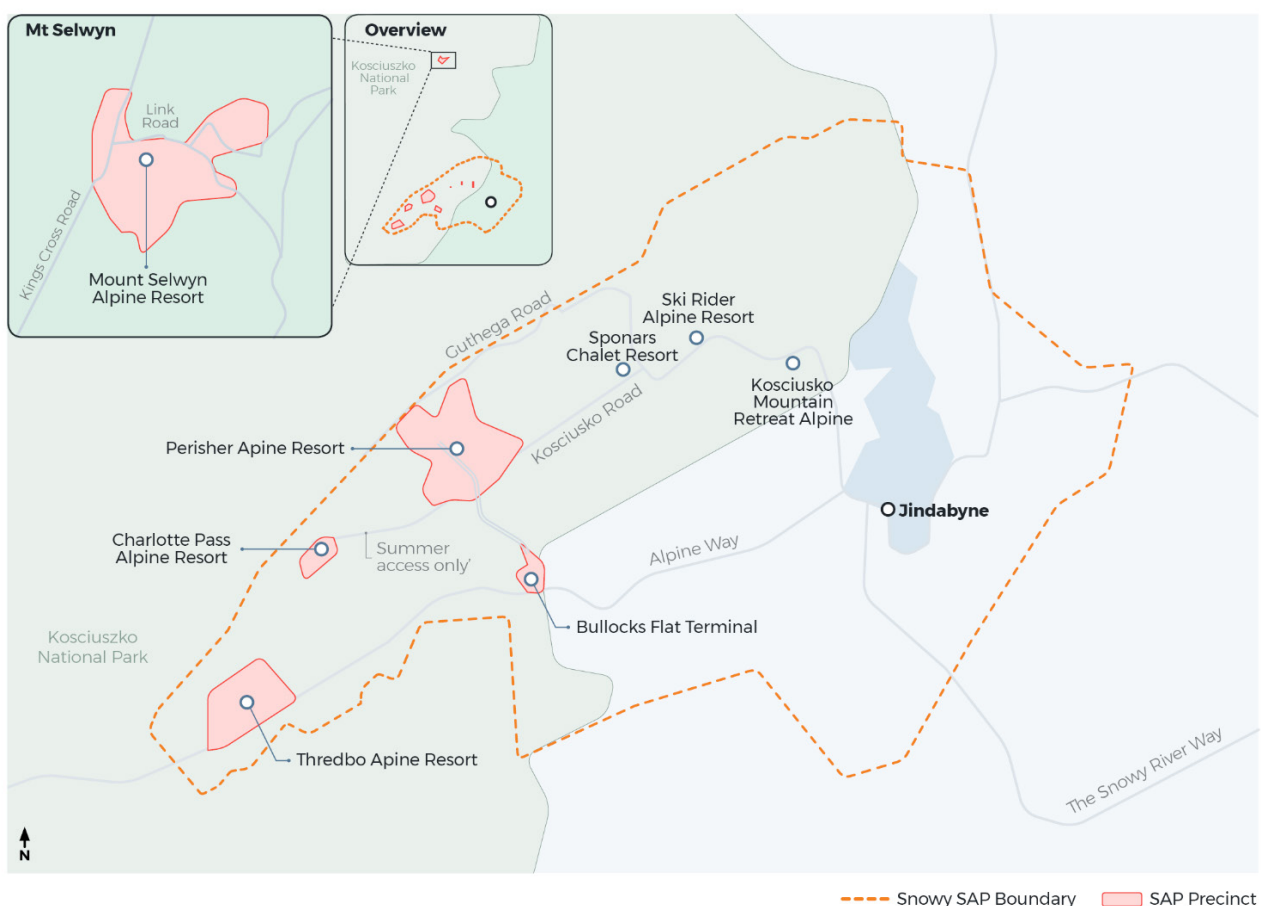 Mt Selwyn
Link
Road
Kings Cross Road
Mount Selwyn
Alpine Resort
Overview
Kosciuszko
National
Park
Guthega Road
Ski Rider
Alpine Resort
Sponars
Chalet Resort
Kosciusko
Mountain
Retreat Alpine
Kosciusko Road
Perisher Apine Resort
Jindabyne
Charlotte Pass
Alpine Resort
Summer
access only'
Alpine Way
Bullocks Flat Terminal
Kosciuszko
National Park
Thredbo Apine Resort
The Snowy River Way
N
Snowy SAP Boundary
SAP Precinct